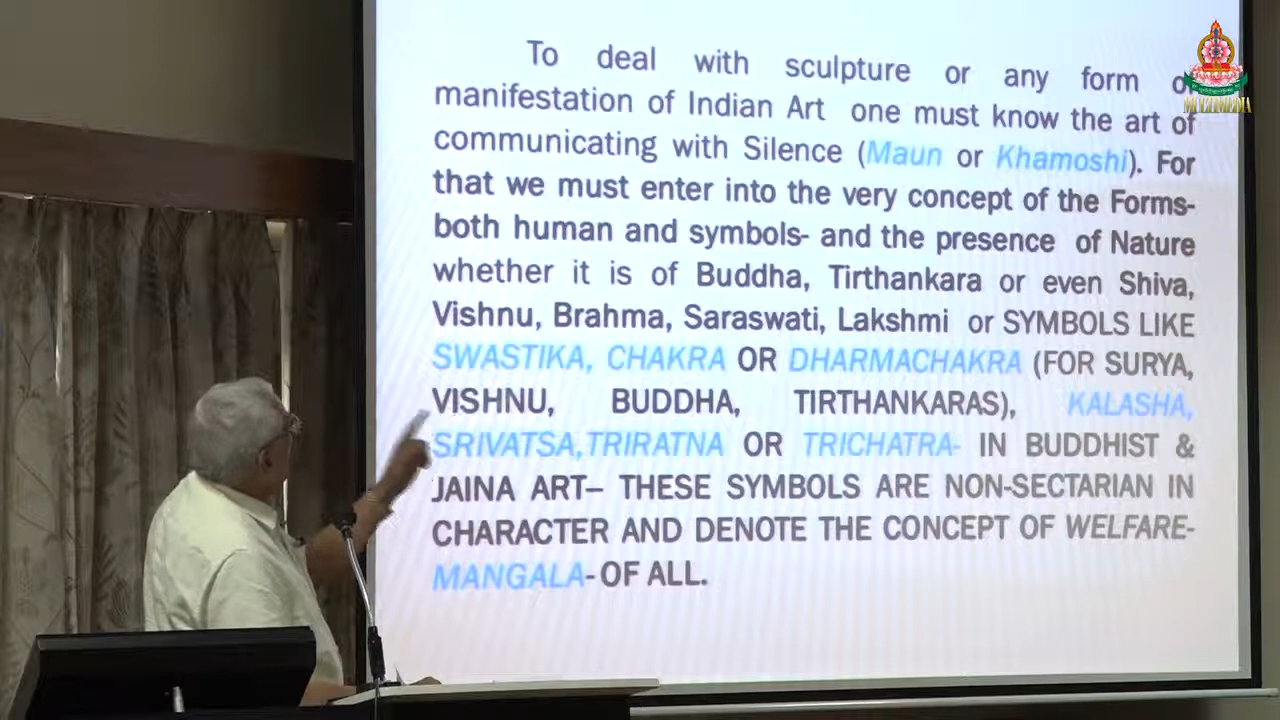 To deal with sculpture or any form of
manifestation of Indian Art one must know the art of
communicating with Silence (Maun or Khamoshi). For
that we must enter into the very concept of the Forms-
both human and symbols- and the presence of Nature
whether it is of Buddha, Tirthankara or even Shiva,
Vishnu, Brahma, Saraswati, Lakshmi or SYMBOLS LIKE
SWASTIKA, CHAKRA OR DHARMACHAKRA (FOR SURYA,
VISHNU, BUDDHA, TIRTHANKARAS), KALASHA,
SRIVATSA,TRIRATNA OR TRICHATRA- IN BUDDHIST &
JAINA ART– THESE SYMBOLS ARE NON-SECTARIAN IN
CHARACTER AND DENOTE THE CONCEPT OF WELFARE-
MANGALA-OF ALL.
MULTIMEDIA